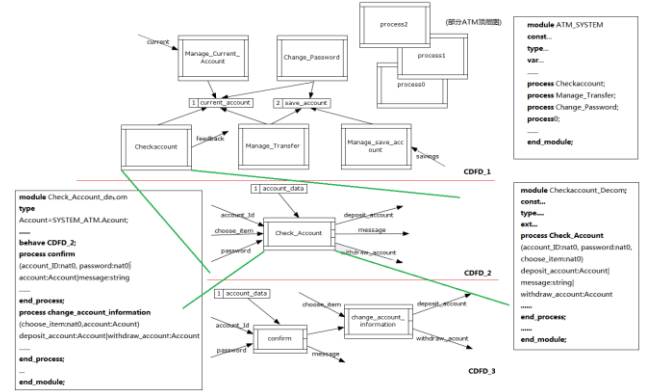 current
Manage_Current_
Account
Change_Password
process2
(部分ATM顶层图)
process1
process0
1 current_account
2 save_account
Checkaccount
feedback
Manage_Transfer
Manage_save_acc
ount
savings
CDFD_1
module ATM_SYSTEM
const...
type...
var...
......
process Checkaccount;
process Manage_Transfer;
process Change_Password;
process0;
......
end_module;
module Check_Account_decom
type
Account=SYSTEM_ATM.Acount;
......
behave CDFD_2;
process confirm
(account_ID:nat0, password:nat0)
account:Account|message:string
......
end_process;
process change_account_information
(choose_item:nat0,account:Acount)
deposit_account:Account|withdraw_account:Account
......
end_process;
...
end_module;
1 account_data
account_Id
choose_item
password
Check_Account
deposit_account
message
withdraw_account
CDFD_2
1 account_data
account_Id
password
confirm
message
choose_item
change_account_
information
deposit_account
withdraw_acount
CDFD_3
module Checkaccount_Decom;
const...
type....
ext...
process Check_Account
(account_ID:nat0, password:nat0,
choose_item:nat0)
deposit_account:Account|
message:string|
withdraw_account:Account
......
end_process;
......
end_module;